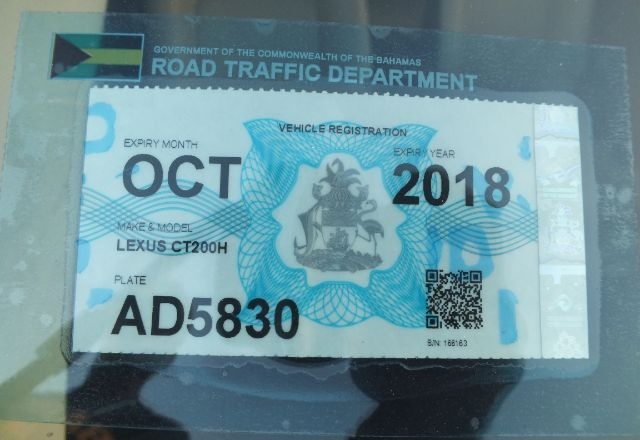 GOVERNMENT OF THE COMMONWEALTH OF THE BAHAMAS
ROAD TRAFFIC DEPARTMENT
VEHICLE REGISTRATION
EXPIRY MONTH
EXPIRY YEAR
OCT
2018
MAKE & MODEL
LEXUS CT200H
PLATE
AD5830
S/N: 166163